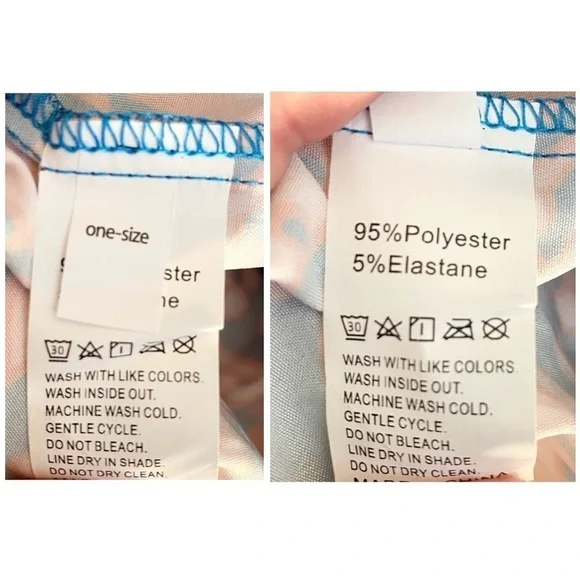 one-size
ster
ne
30
WASH WITH LIKE COLORS.
WASH INSIDE OUT.
MACHINE WASH COLD.
GENTLE CYCLE.
DO NOT BLEACH.
LINE DRY IN SHADE.
DO NOT DRY CLEAN.
95%Polyester
5%Elastane
30
WASH WITH LIKE COLORS.
WASH INSIDE OUT.
MACHINE WASH COLD.
GENTLE CYCLE.
DO NOT BLEACH.
LINE DRY IN SHADE.
DO NOT DRY CLEAN.